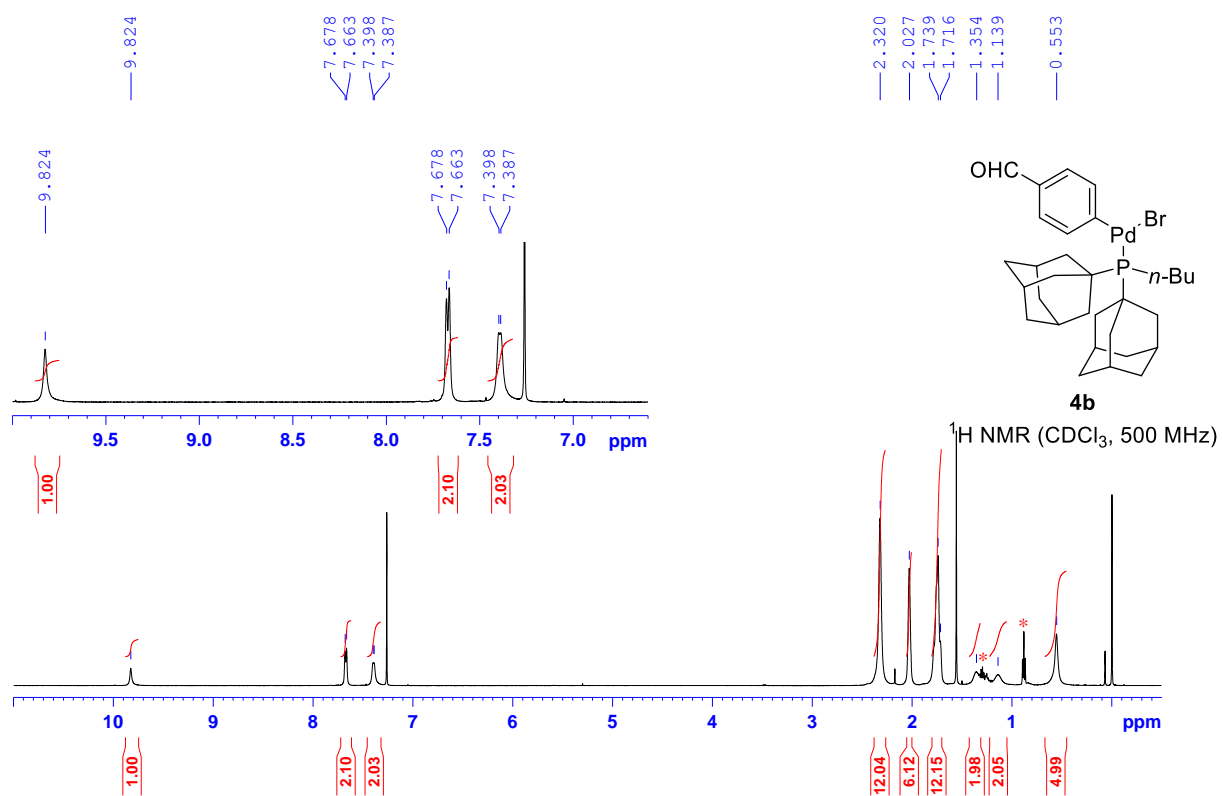 9.824
7.678
7.663
7.398
7.387
2.320
2.027
1.739
1.716
1.354
1.139
0.553
9.824
7.678
7.663
7.398
7.387
OHC
Br
Pd
P
n-Bu
4b
¹H NMR (CDCl₃, 500 MHz)
9.5 9.0 8.5 8.0 7.5 7.0 ppm
1.00 2.10 2.03
*
*
10 9 8 7 6 5 4 3 2 1 ppm
1.00 2.10 2.03 12.04 6.12 12.15 1.98 2.05 4.99